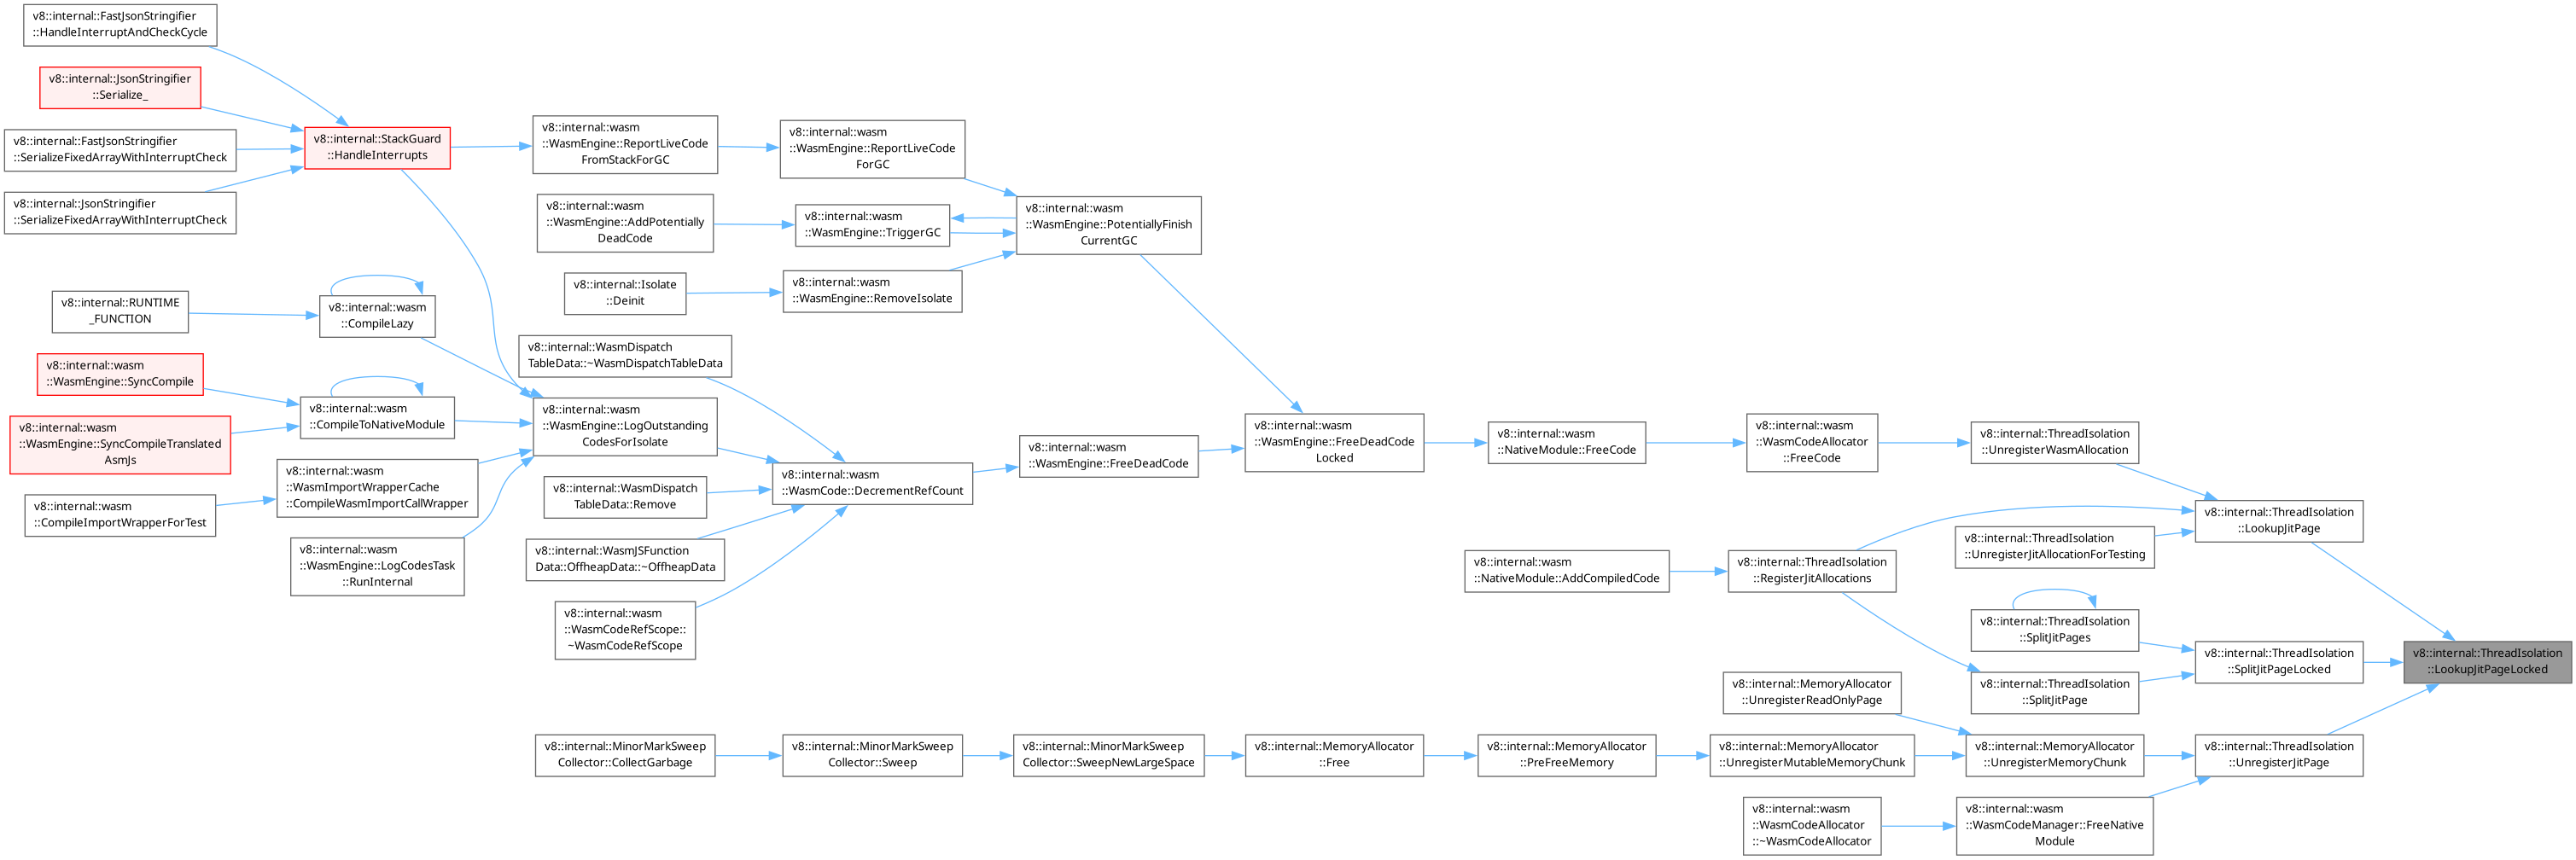 v8::internal::FastJsonStringifier
::HandleInterruptAndCheckCycle
v8::internal::JsonStringifier
::Serialize_
v8::internal::FastJsonStringifier
::SerializeFixedArrayWithInterruptCheck
v8::internal::JsonStringifier
::SerializeFixedArrayWithInterruptCheck
v8::internal::StackGuard
::HandleInterrupts
v8::internal::wasm
::WasmEngine::ReportLiveCode
FromStackForGC
v8::internal::wasm
::WasmEngine::ReportLiveCode
ForGC
v8::internal::wasm
::WasmEngine::AddPotentially
DeadCode
v8::internal::wasm
::WasmEngine::TriggerGC
v8::internal::wasm
::WasmEngine::PotentiallyFinish
CurrentGC
v8::internal::Isolate
::Deinit
v8::internal::wasm
::WasmEngine::RemoveIsolate
v8::internal::RUNTIME
_FUNCTION
v8::internal::wasm
::CompileLazy
v8::internal::WasmDispatch
TableData::~WasmDispatchTableData
v8::internal::wasm
::WasmEngine::SyncCompile
v8::internal::wasm
::WasmEngine::SyncCompileTranslated
AsmJs
v8::internal::wasm
::CompileToNativeModule
v8::internal::wasm
::WasmEngine::LogOutstanding
CodesForIsolate
v8::internal::wasm
::WasmImportWrapperCache
::CompileWasmImportCallWrapper
v8::internal::wasm
::CompileImportWrapperForTest
v8::internal::wasm
::WasmEngine::LogCodesTask
::RunInternal
v8::internal::WasmDispatch
TableData::Remove
v8::internal::WasmJSFunction
Data::OffheapData::~OffheapData
v8::internal::wasm
::WasmCodeRefScope::
~WasmCodeRefScope
v8::internal::wasm
::WasmCode::DecrementRefCount
v8::internal::wasm
::WasmEngine::FreeDeadCode
v8::internal::wasm
::WasmEngine::FreeDeadCode
Locked
v8::internal::wasm
::NativeModule::FreeCode
v8::internal::wasm
::WasmCodeAllocator
::FreeCode
v8::internal::ThreadIsolation
::UnregisterWasmAllocation
v8::internal::ThreadIsolation
::LookupJitPage
v8::internal::ThreadIsolation
::UnregisterJitAllocationForTesting
v8::internal::wasm
::NativeModule::AddCompiledCode
v8::internal::ThreadIsolation
::RegisterJitAllocations
v8::internal::ThreadIsolation
::SplitJitPages
v8::internal::ThreadIsolation
::SplitJitPageLocked
v8::internal::ThreadIsolation
::LookupJitPageLocked
v8::internal::ThreadIsolation
::SplitJitPage
v8::internal::MemoryAllocator
::UnregisterReadOnlyPage
v8::internal::MinorMarkSweep
Collector::CollectGarbage
v8::internal::MinorMarkSweep
Collector::Sweep
v8::internal::MinorMarkSweep
Collector::SweepNewLargeSpace
v8::internal::MemoryAllocator
::Free
v8::internal::MemoryAllocator
::PreFreeMemory
v8::internal::MemoryAllocator
::UnregisterMutableMemoryChunk
v8::internal::MemoryAllocator
::UnregisterMemoryChunk
v8::internal::ThreadIsolation
::UnregisterJitPage
v8::internal::wasm
::WasmCodeAllocator
::~WasmCodeAllocator
v8::internal::wasm
::WasmCodeManager::FreeNative
Module